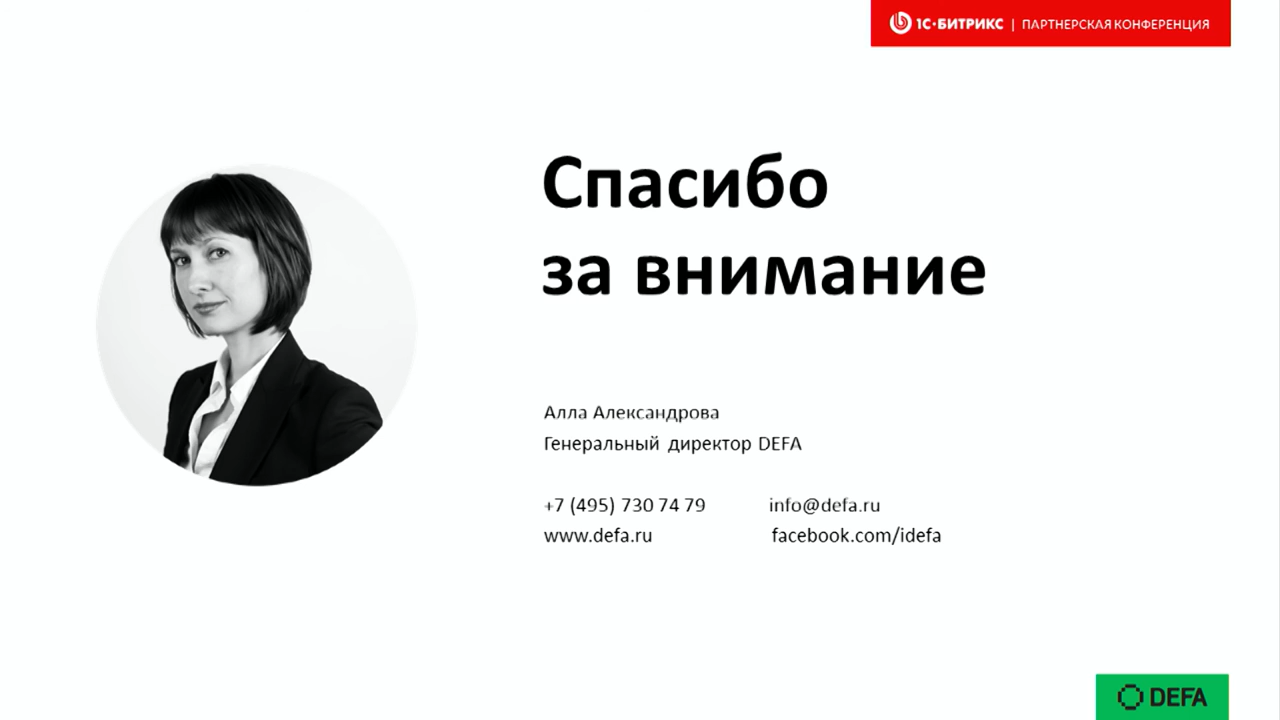 1С·БИТРИКС | ПАРТНЕРСКАЯ КОНФЕРЕНЦИЯ
Спасибо
за внимание
Алла Александрова
Генеральный директор DEFA
+7 (495) 730 74 79 info@defa.ru
www.defa.ru facebook.com/idefa
DEFA